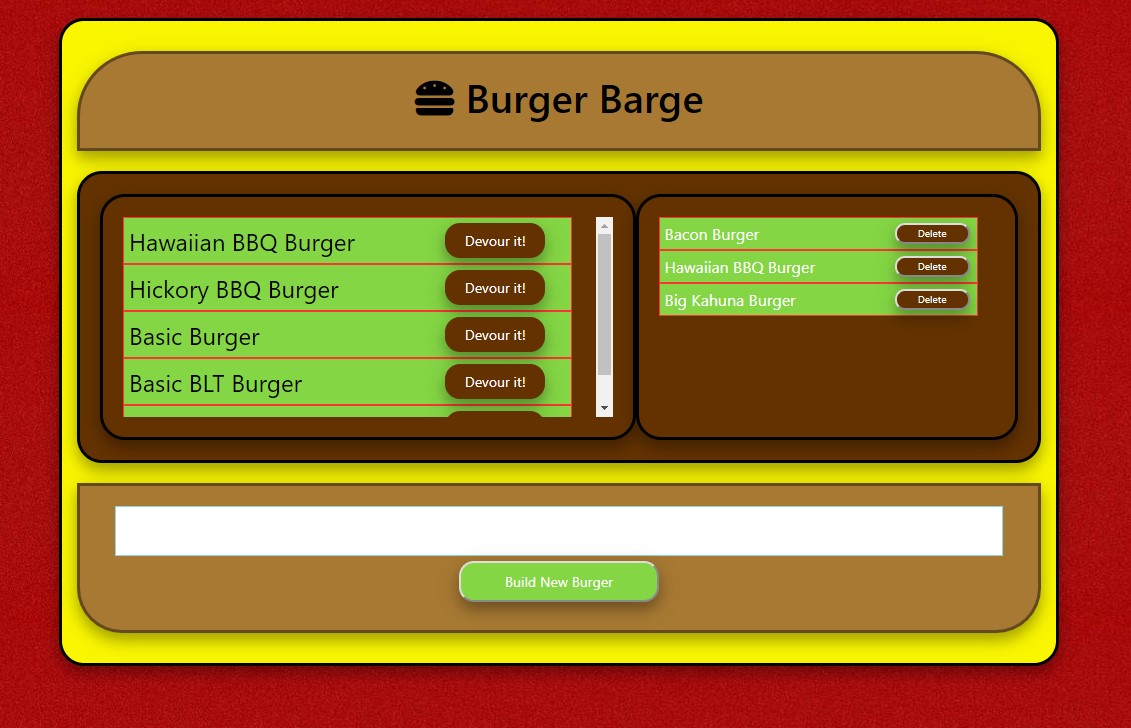 Burger Barge
Hawaiian BBQ Burger Devour it!
Hickory BBQ Burger Devour it!
Basic Burger Devour it!
Basic BLT Burger Devour it!
Bacon Burger Delete
Hawaiian BBQ Burger Delete
Big Kahuna Burger Delete
Build New Burger